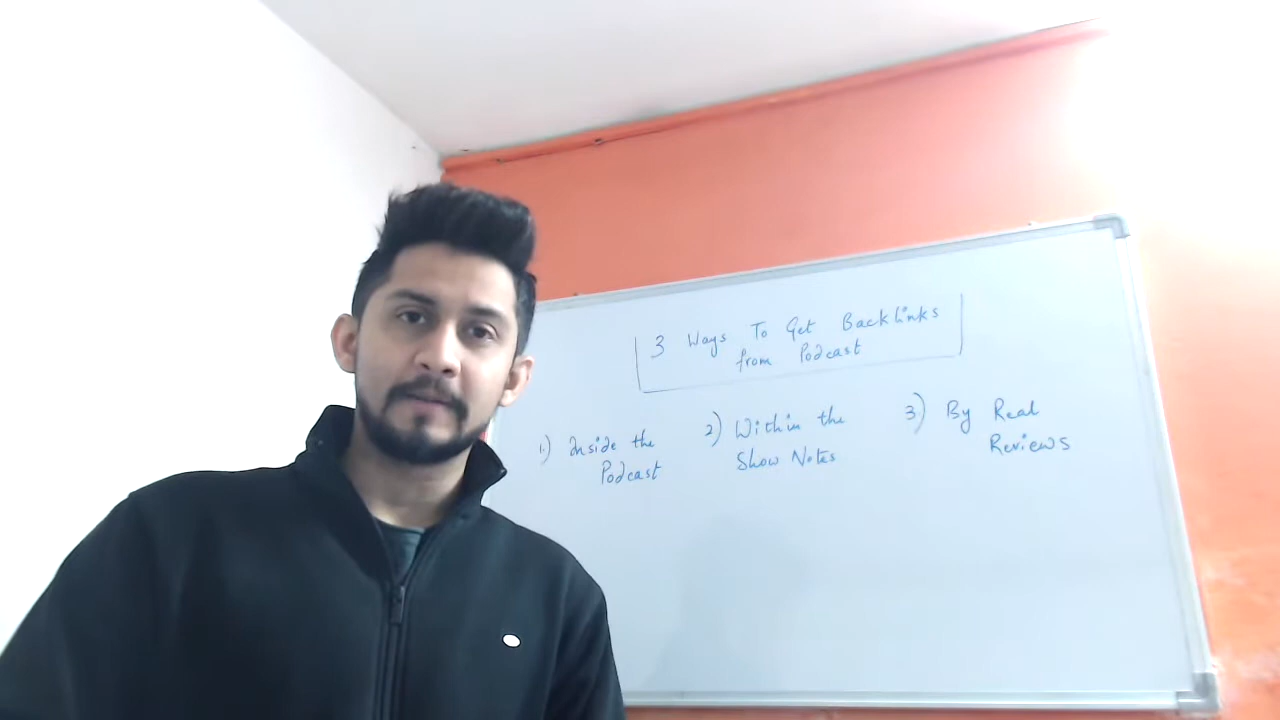 3 Ways To Get Backlinks
from Podcast
1) Inside the
Podcast
2) Within the
Show Notes
3) By Real
Reviews